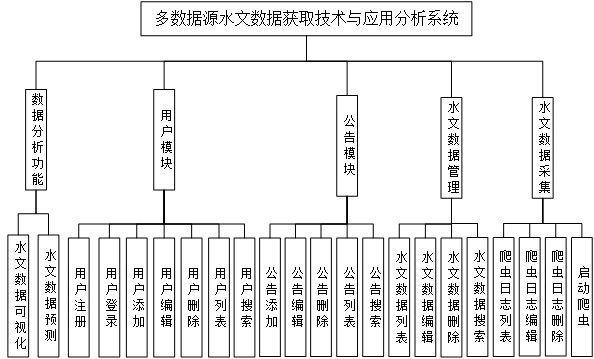 多数据源水文数据获取技术与应用分析系统
数据分析功能
用户模块
公告模块
水文数据管理
水文数据采集
水文数据可视化
水文数据预测
用户注册
用户登录
用户添加
用户编辑
用户删除
用户列表
用户搜索
公告添加
公告编辑
公告删除
公告列表
公告搜索
水文数据列表
水文数据编辑
水文数据删除
水文数据搜索
爬虫日志列表
爬虫日志编辑
爬虫日志删除
启动爬虫